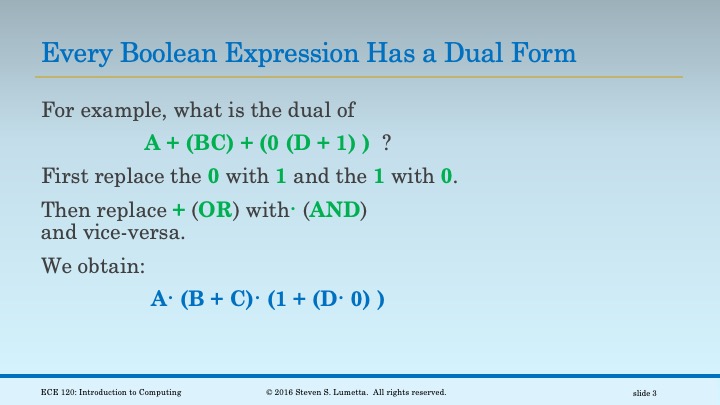 Every Boolean Expression Has a Dual Form
For example, what is the dual of
A + (BC) + (0 (D + 1) ) ?
First replace the 0 with 1 and the 1 with 0.
Then replace + (OR) with· (AND)
and vice-versa.
We obtain:
A· (B + C)· (1 + (D· 0) )
ECE 120: Introduction to Computing © 2016 Steven S. Lumetta. All rights reserved. slide 3